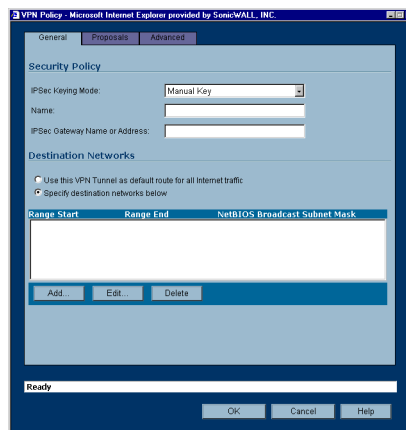 VPN Policy - Microsoft Internet Explorer provided by SonicWALL, INC.
General Proposals Advanced
Security Policy
IPSec Keying Mode: Manual Key
Name:
IPSec Gateway Name or Address:
Destination Networks
Use this VPN Tunnel as default route for all Internet traffic
Specify destination networks below
Range Start Range End NetBIOS Broadcast Subnet Mask
Add... Edit... Delete
Ready
OK Cancel Help